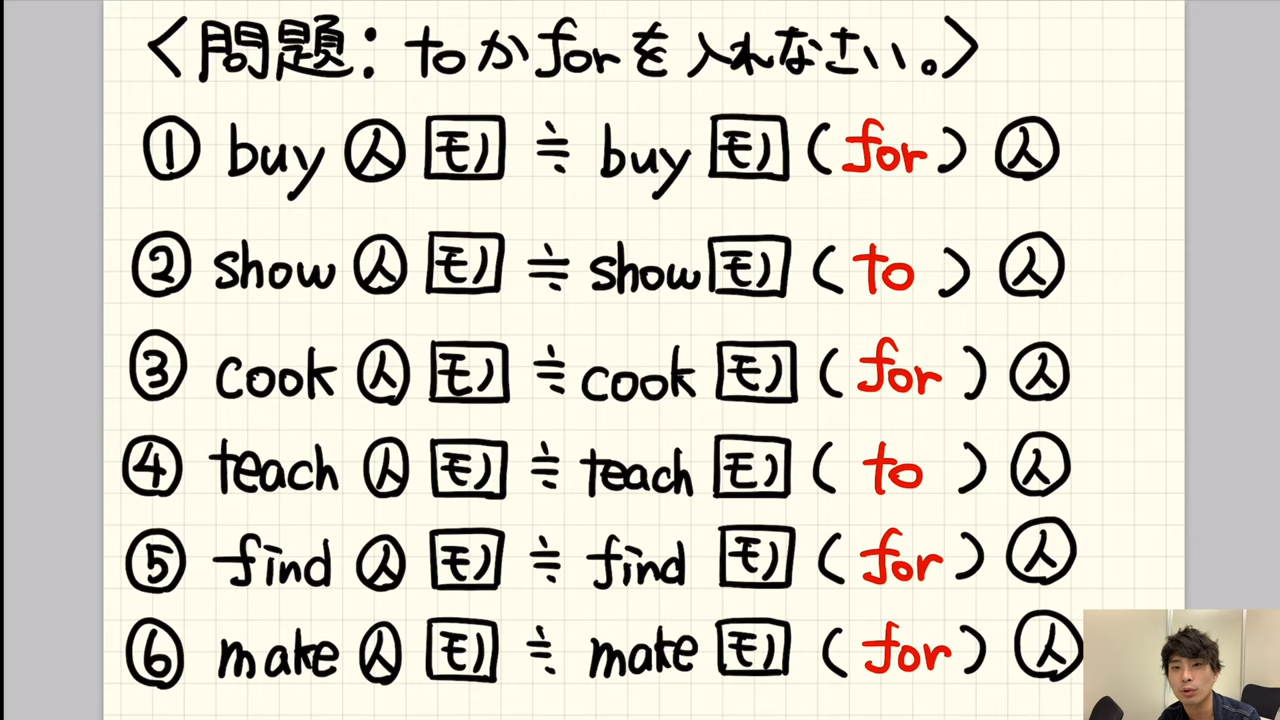 <問題:toかforを入れなさい。>
① buy 人 モノ ≒ buy モノ (for) 人
② show 人 モノ ≒ show モノ (to) 人
③ cook 人 モノ ≒ cook モノ (for) 人
④ teach 人 モノ ≒ teach モノ (to) 人
⑤ find 人 モノ ≒ find モノ (for) 人
⑥ make 人 モノ ≒ make モノ (for) 人